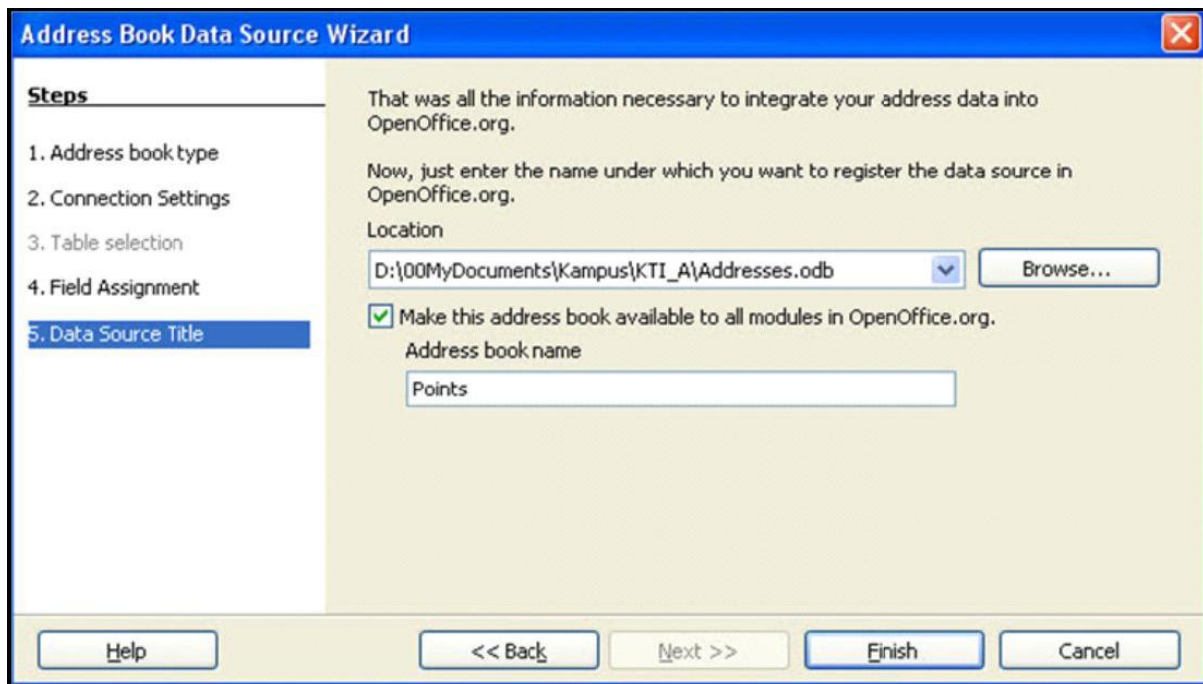 Address Book Data Source Wizard
Steps
1. Address book type
2. Connection Settings
3. Table selection
4. Field Assignment
5. Data Source Title
That was all the information necessary to integrate your address data into
OpenOffice.org.
Now, just enter the name under which you want to register the data source in
OpenOffice.org.
Location
D:\00MyDocuments\Kampus\KTI_A\Addresses.odb
Browse...
Make this address book available to all modules in OpenOffice.org.
Address book name
Points
Help
<< Back
Next >>
Finish
Cancel